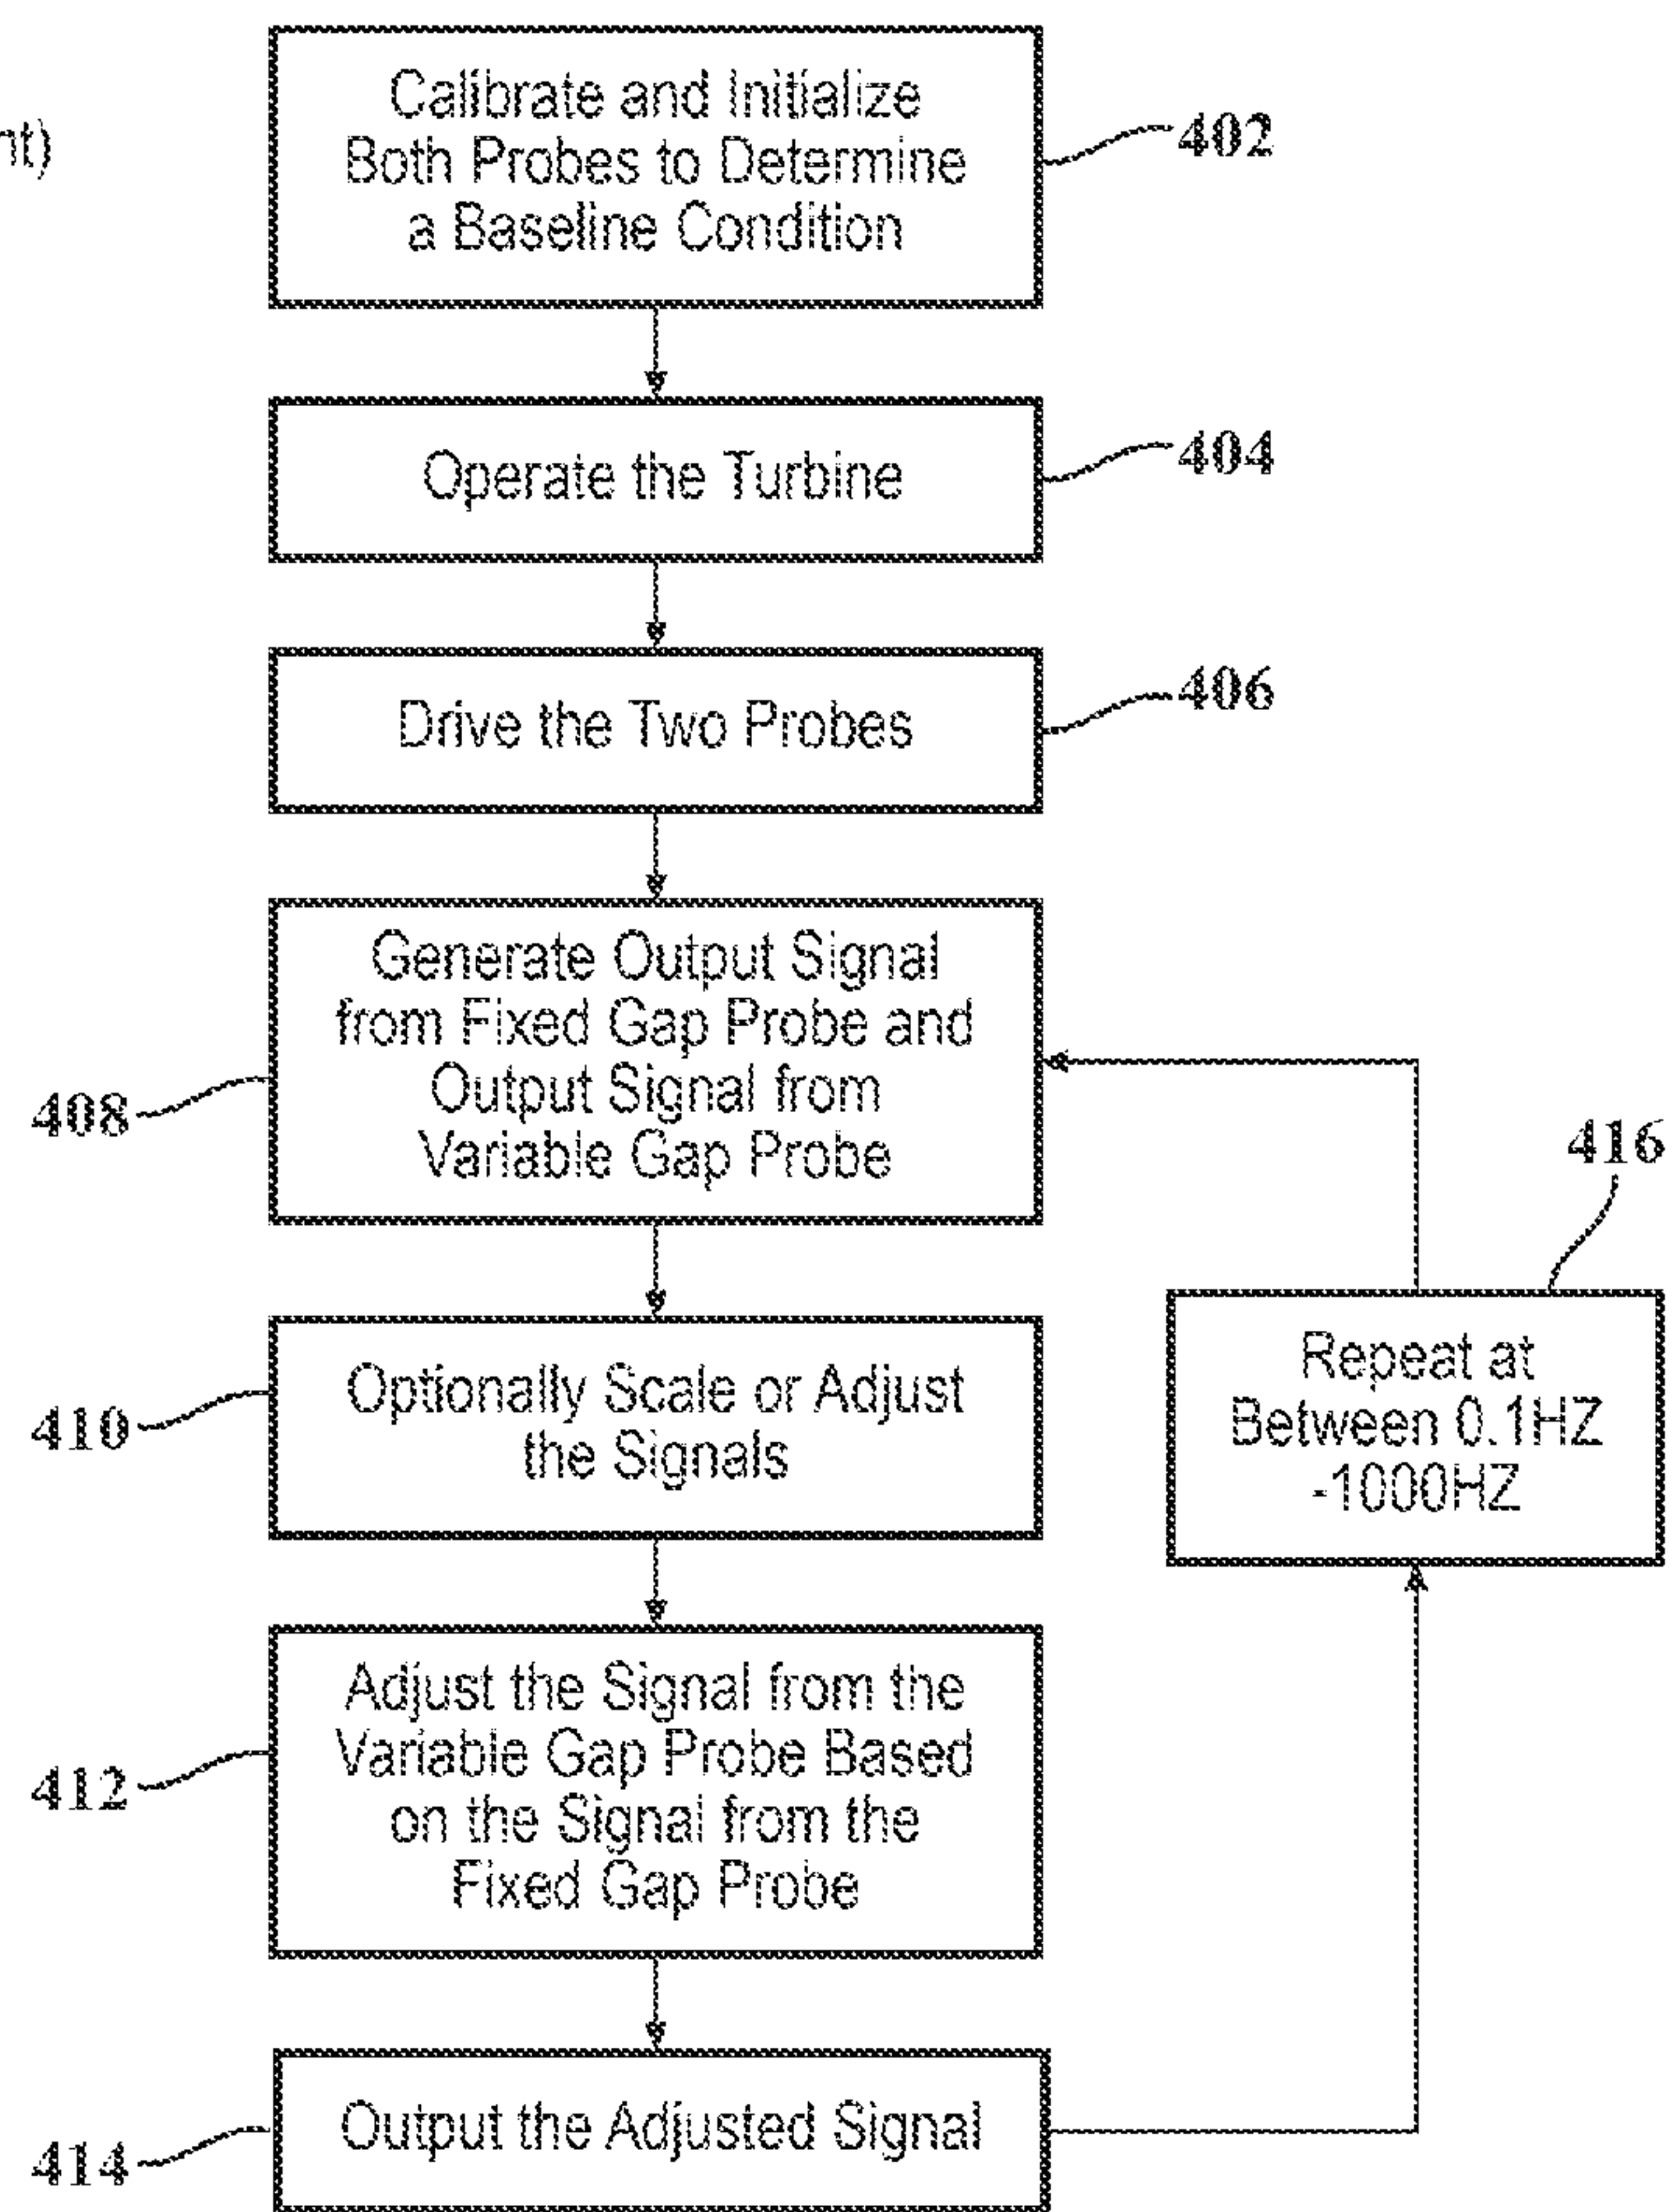 nt)
Calibrate and Initialize
Both Probes to Determine
a Baseline Condition
402
Operate the Turbine
404
Drive the Two Probes
406
Generate Output Signal
from Fixed Gap Probe and
Output Signal from
Variable Gap Probe
408
416
Optionally Scale or Adjust
the Signals
410
Repeat at
Between 0.1HZ
-1000HZ
Adjust the Signal from the
Variable Gap Probe Based
on the Signal from the
Fixed Gap Probe
412
Output the Adjusted Signal
414